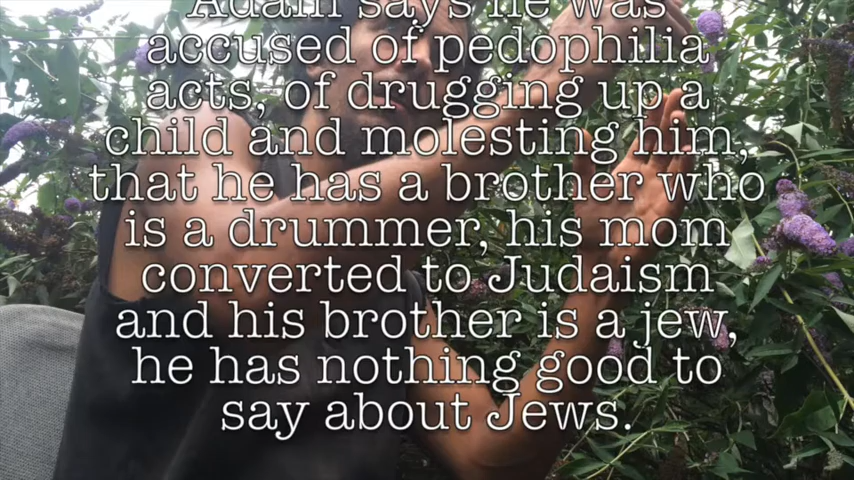 Adam says he was
accused of pedophilia
acts, of drugging up a
child and molesting him,
that he has a brother who
is a drummer, his mom
converted to Judaism
and his brother is a jew,
he has nothing good to
say about Jews.